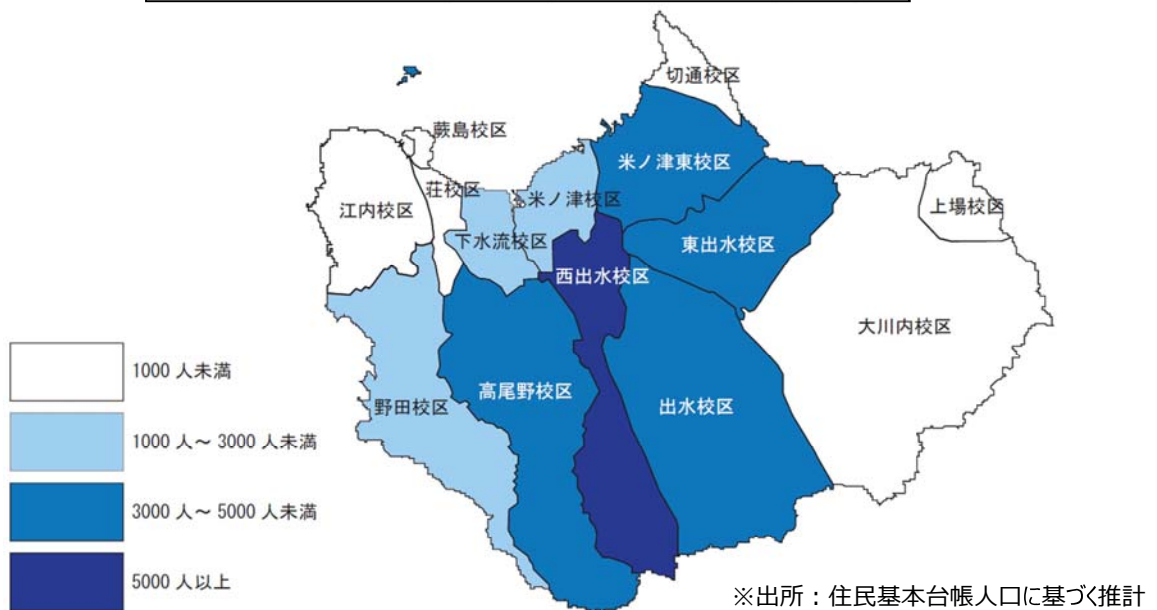 切通校区
蕨島校区
米ノ津東校区
荘校区
米ノ津校区
江内校区
上場校区
下水流校区
東出水校区
西出水校区
大川内校区
1000 人未満
高尾野校区
出水校区
野田校区
1000 人～ 3000 人未満
3000 人～ 5000 人未満
5000 人以上
※出所：住民基本台帳人口に基づく推計